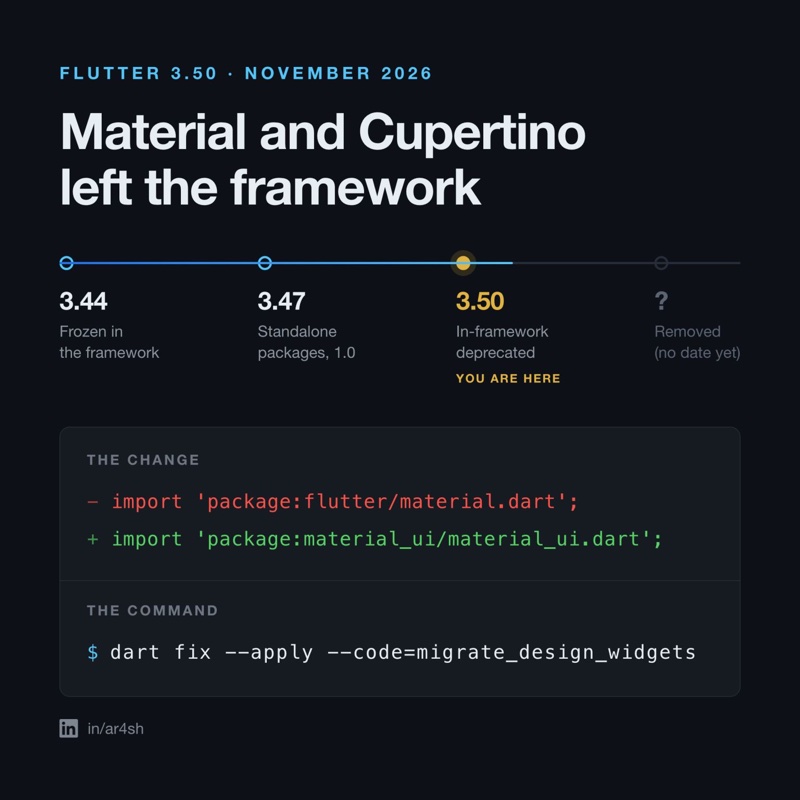 FLUTTER 3.50 · NOVEMBER 2026
Material and Cupertino
left the framework
3.44
Frozen in
the framework
3.47
Standalone
packages, 1.0
3.50
In-framework
deprecated
YOU ARE HERE
?
Removed
(no date yet)
THE CHANGE
− import 'package:flutter/material.dart';
+ import 'package:material_ui/material_ui.dart';
THE COMMAND
$ dart fix --apply --code=migrate_design_widgets
in in/ar4sh